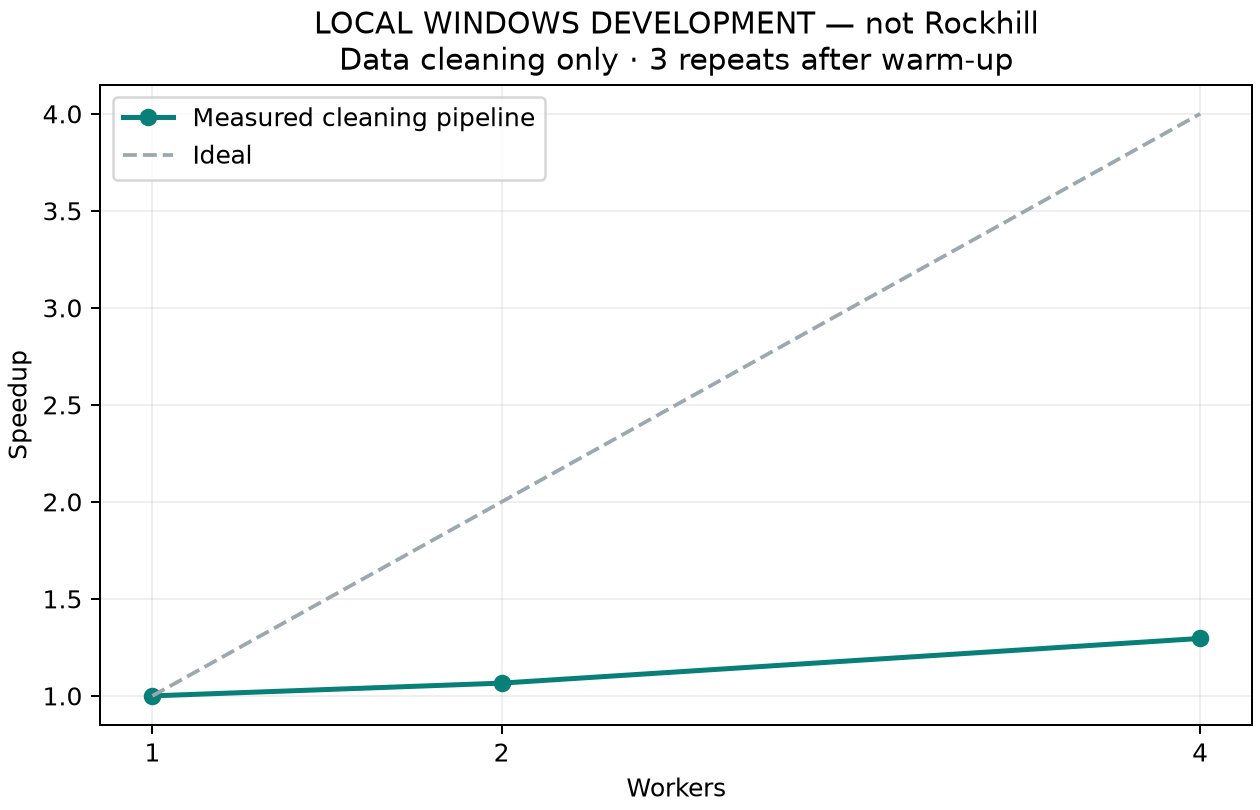 LOCAL WINDOWS DEVELOPMENT — not Rockhill
Data cleaning only · 3 repeats after warm-up
Measured cleaning pipeline
Ideal
4.0
3.5
3.0
2.5
2.0
1.5
1.0
Speedup
1
2
4
Workers